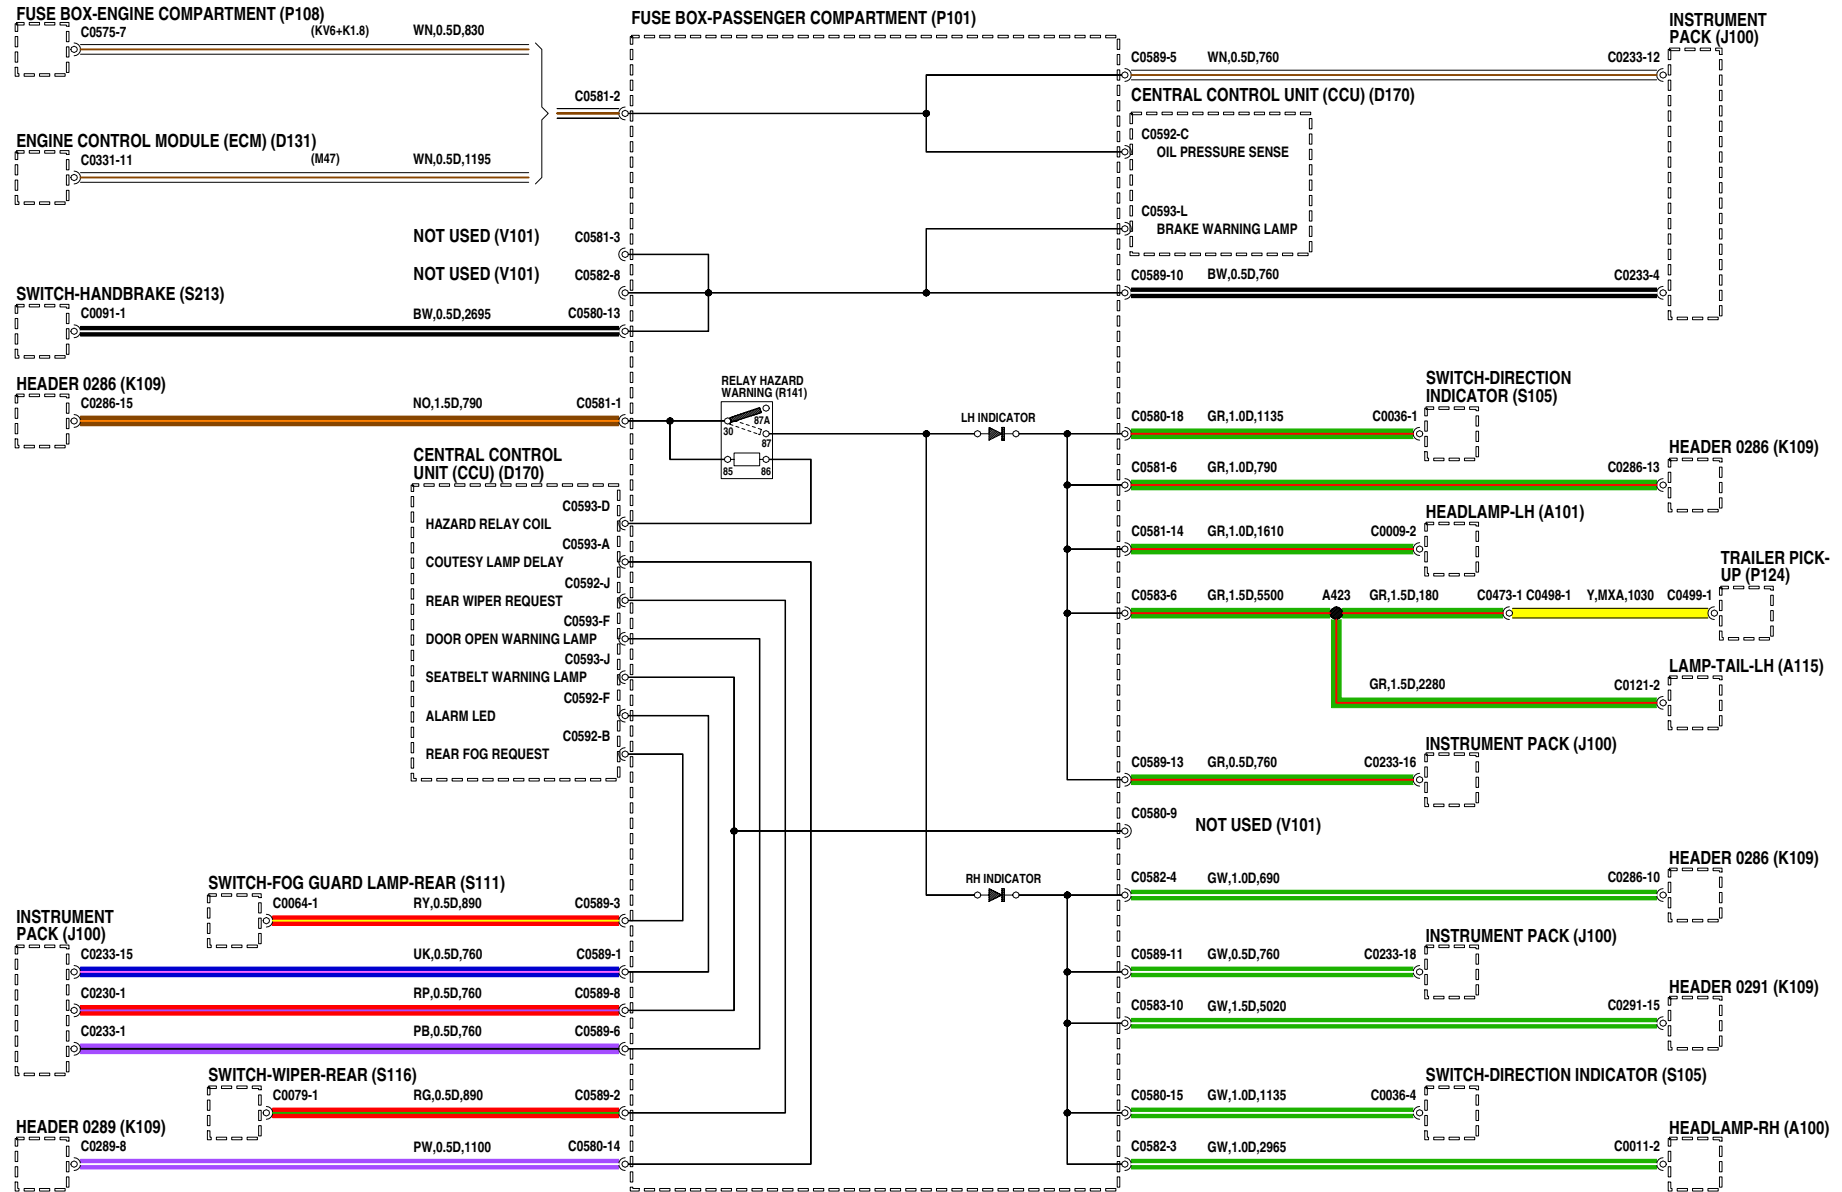 FUSE BOX-ENGINE COMPARTMENT (P108)
C0575-7 (KV6+K1.8) WN,0.5D,830
C0581-2
ENGINE CONTROL MODULE (ECM) (D131)
C0331-11 (M47) WN,0.5D,1195
NOT USED (V101) C0581-3
NOT USED (V101) C0582-8
SWITCH-HANDBRAKE (S213)
C0091-1 BW,0.5D,2695 C0580-13
HEADER 0286 (K109)
C0286-15 NO,1.5D,790 C0581-1
CENTRAL CONTROL
UNIT (CCU) (D170)
C0593-D
HAZARD RELAY COIL
C0593-A
COUTESY LAMP DELAY
C0592-J
REAR WIPER REQUEST
C0593-F
DOOR OPEN WARNING LAMP
C0593-J
SEATBELT WARNING LAMP
C0592-F
ALARM LED
C0592-B
REAR FOG REQUEST
SWITCH-FOG GUARD LAMP-REAR (S111)
C0064-1 RY,0.5D,890 C0589-3
INSTRUMENT
PACK (J100)
C0233-15 UK,0.5D,760 C0589-1
C0230-1 RP,0.5D,760 C0589-8
C0233-1 PB,0.5D,760 C0589-6
SWITCH-WIPER-REAR (S116)
C0079-1 RG,0.5D,890 C0589-2
HEADER 0289 (K109)
C0289-8 PW,0.5D,1100 C0580-14
FUSE BOX-PASSENGER COMPARTMENT (P101)
RELAY HAZARD
WARNING (R141)
87A
30
87
85 86
LH INDICATOR
RH INDICATOR
INSTRUMENT
PACK (J100)
C0589-5 WN,0.5D,760 C0233-12
CENTRAL CONTROL UNIT (CCU) (D170)
C0592-C
OIL PRESSURE SENSE
C0593-L
BRAKE WARNING LAMP
C0589-10 BW,0.5D,760 C0233-4
SWITCH-DIRECTION
INDICATOR (S105)
C0580-18 GR,1.0D,1135 C0036-1
HEADER 0286 (K109)
C0581-6 GR,1.0D,790 C0286-13
HEADLAMP-LH (A101)
C0581-14 GR,1.0D,1610 C0009-2
TRAILER PICK-
UP (P124)
C0583-6 GR,1.5D,5500 A423 GR,1.5D,180 C0473-1 C0498-1 Y,MXA,1030 C0499-1
LAMP-TAIL-LH (A115)
GR,1.5D,2280 C0121-2
INSTRUMENT PACK (J100)
C0589-13 GR,0.5D,760 C0233-16
C0580-9
NOT USED (V101)
HEADER 0286 (K109)
C0582-4 GW,1.0D,690 C0286-10
INSTRUMENT PACK (J100)
C0589-11 GW,0.5D,760 C0233-18
HEADER 0291 (K109)
C0583-10 GW,1.5D,5020 C0291-15
SWITCH-DIRECTION INDICATOR (S105)
C0580-15 GW,1.0D,1135 C0036-4
HEADLAMP-RH (A100)
C0582-3 GW,1.0D,2965 C0011-2